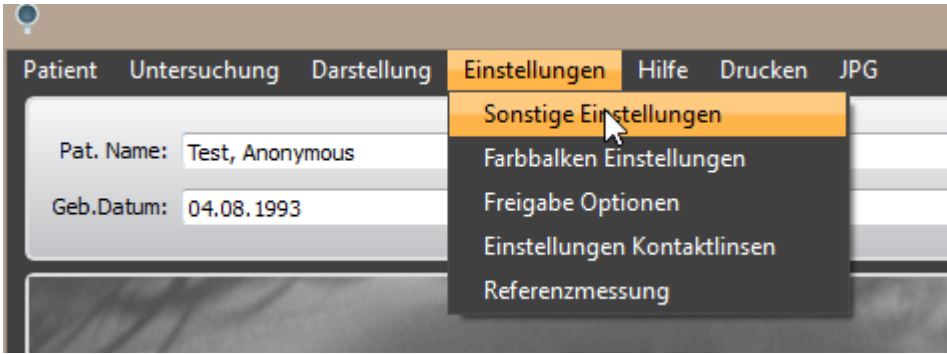 Patient Untersuchung Darstellung Einstellungen Hilfe Drucken JPG
Sonstige Einstellungen
Pat. Name: Test, Anonymous
Farbbalken Einstellungen
Geb.Datum: 04.08.1993
Freigabe Optionen
Einstellungen Kontaktlinsen
Referenzmessung